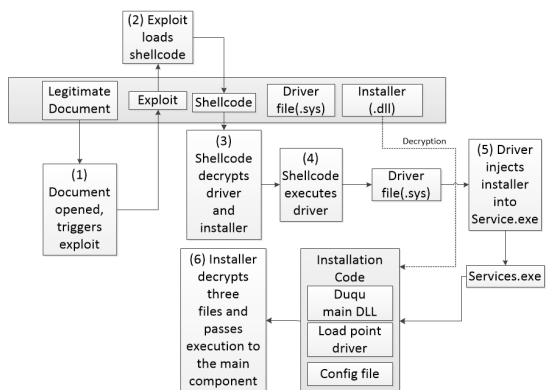 (2) Exploit
loads
shellcode
Legitimate
Document
Exploit
Shellcode
Driver
file(.sys)
Installer
(.dll)
Decryption
(1)
Document
opened,
triggers
exploit
(3)
Shellcode
decrypts
driver
and
installer
(4)
Shellcode
executes
driver
Driver
file(.sys)
(5) Driver
injects
installer
into
Service.exe
Services.exe
Installation
Code
Duqu
main DLL
Load point
driver
Config file
(6) Installer
decrypts
three
files and
passes
execution to
the main
component